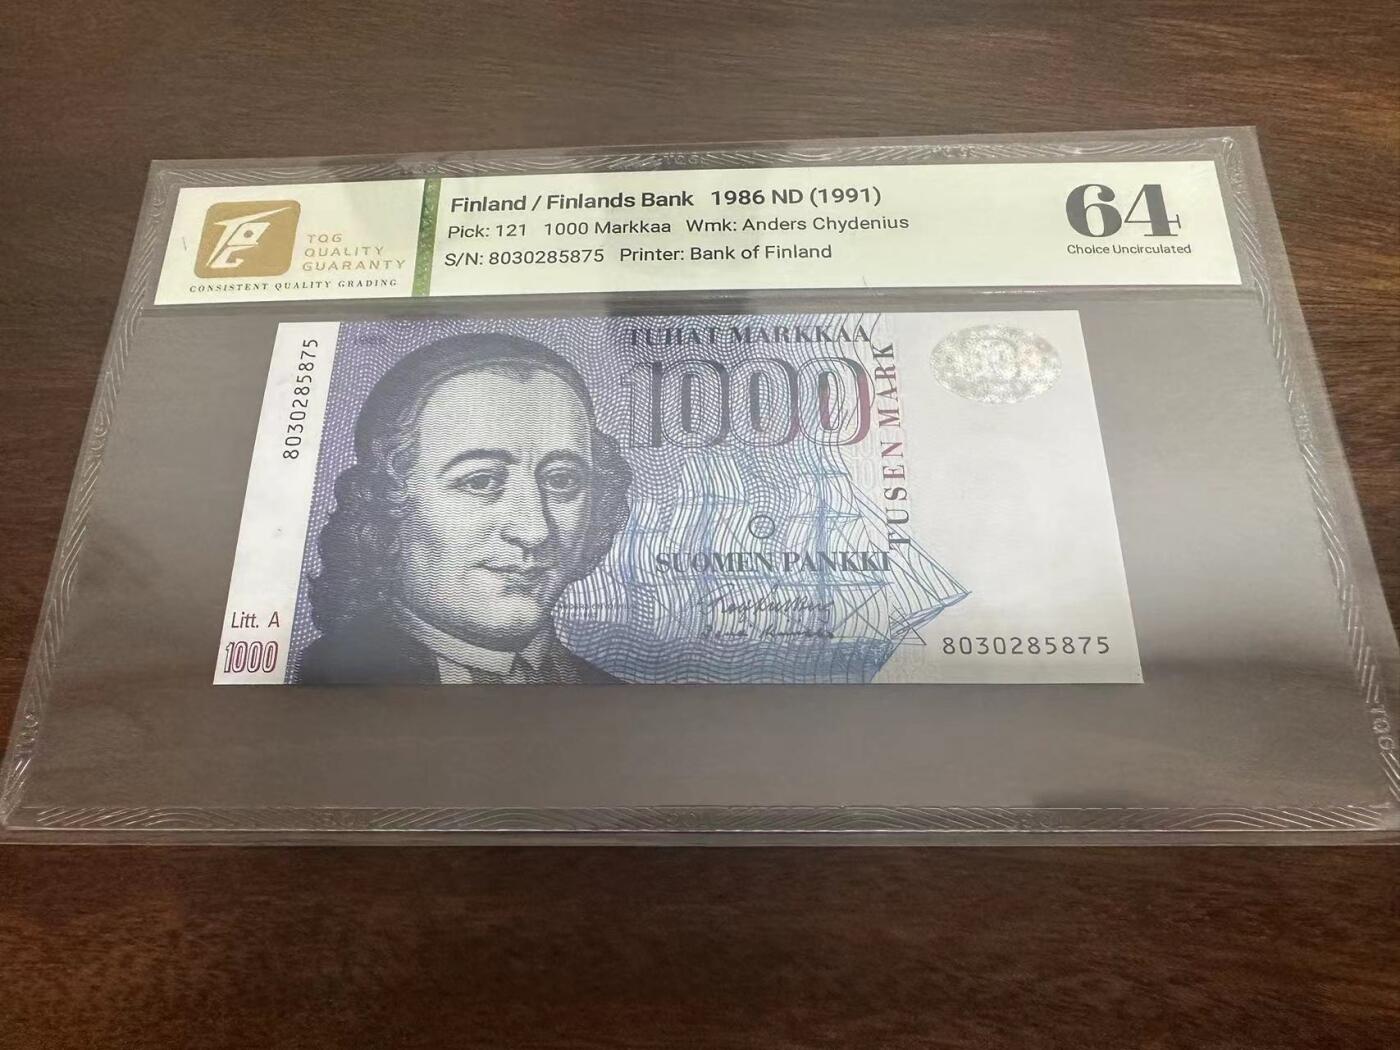 TQG
QUALITY
GUARANTY
CONSISTENT QUALITY GRADING
Finland / Finlands Bank 1986 ND (1991)
Pick: 121 1000 Markkaa Wmk: Anders Chydenius
S/N: 8030285875 Printer: Bank of Finland
64
Choice Uncirculated
8030285875
TUHAT MARKKAA
1000
TUSEN MARK
SUOMEN PANKKI
Litt. A
1000
8030285875